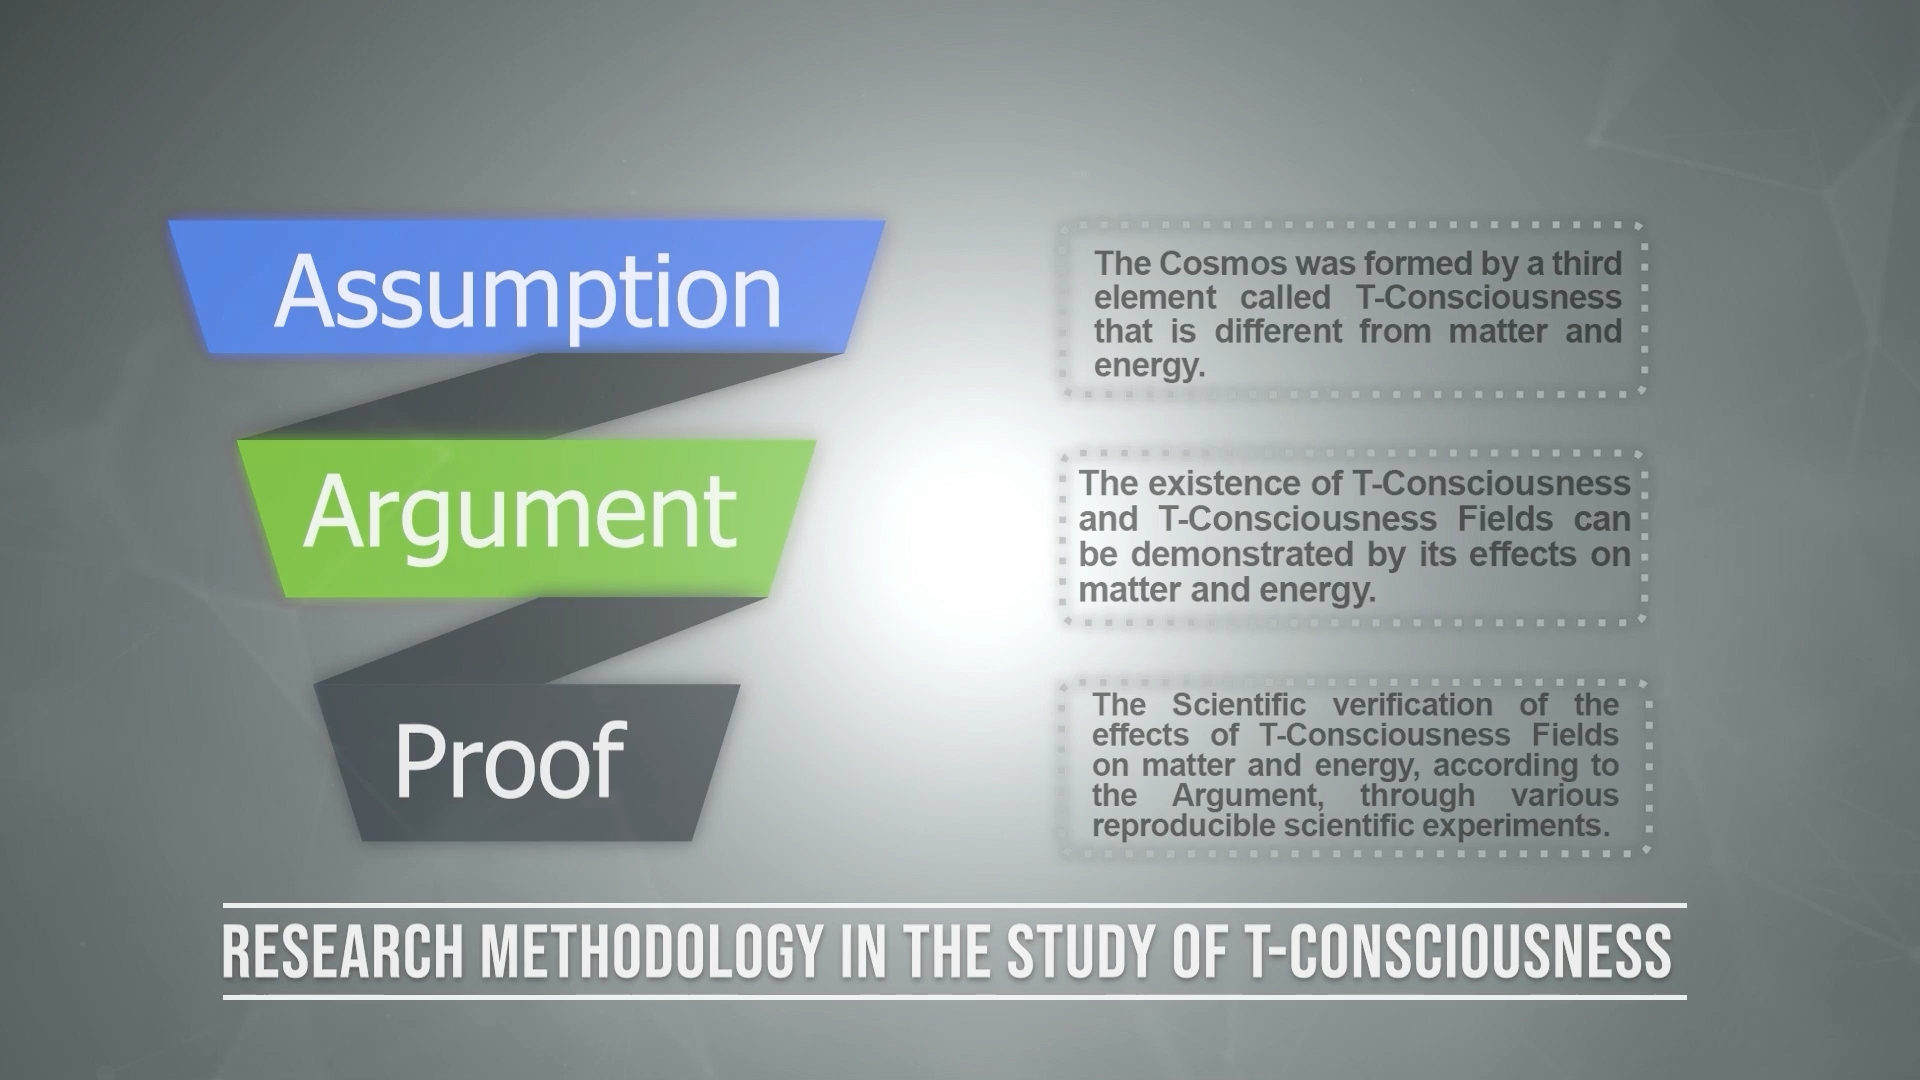 Assumption
The Cosmos was formed by a third
element called T-Consciousness
that is different from matter and
energy.
Argument
The existence of T-Consciousness
and T-Consciousness Fields can
be demonstrated by its effects on
matter and energy.
Proof
The Scientific verification of the
effects of T-Consciousness Fields
on matter and energy, according to
the Argument, through various
reproducible scientific experiments.
RESEARCH METHODOLOGY IN THE STUDY OF T-CONSCIOUSNESS